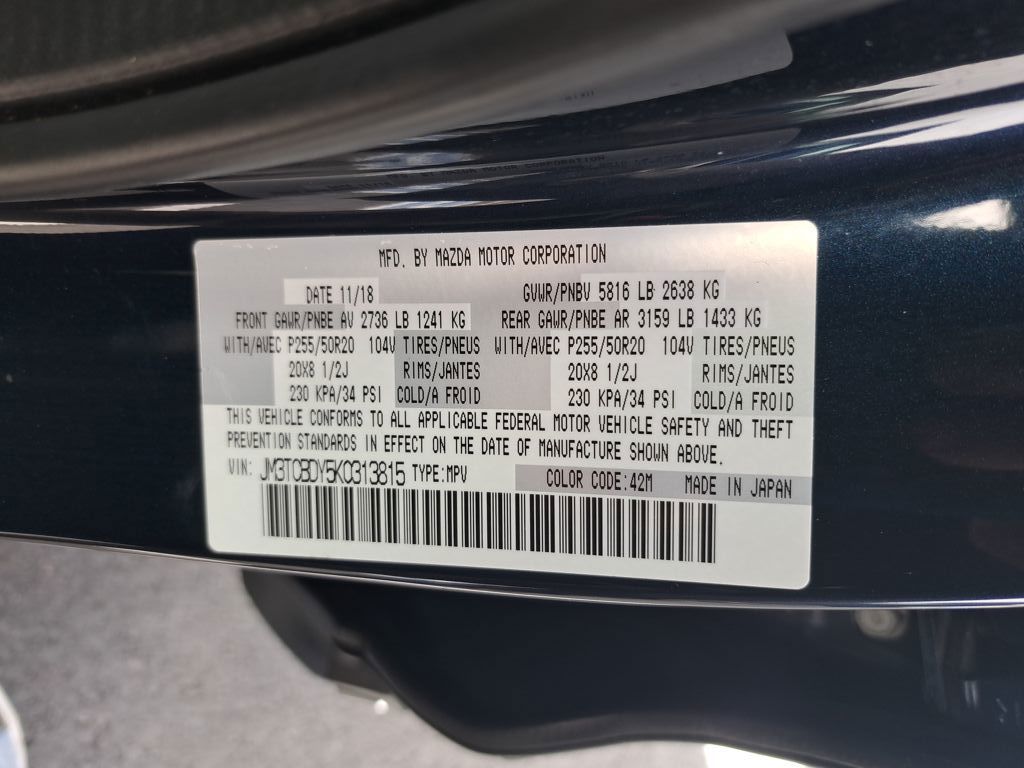 MFD. BY MAZDA MOTOR CORPORATION
DATE 11/18 GVWR/PNBV 5816 LB 2638 KG
FRONT GAWR/PNBE AV 2736 LB 1241 KG REAR GAWR/PNBE AR 3159 LB 1433 KG
WITH/AVEC P255/50R20 104V TIRES/PNEUS WITH/AVEC P255/50R20 104V TIRES/PNEUS
20X8 1/2J RIMS/JANTES 20X8 1/2J RIMS/JANTES
230 KPA/34 PSI COLD/A FROID 230 KPA/34 PSI COLD/A FROID
THIS VEHICLE CONFORMS TO ALL APPLICABLE FEDERAL MOTOR VEHICLE SAFETY AND THEFT
PREVENTION STANDARDS IN EFFECT ON THE DATE OF MANUFACTURE SHOWN ABOVE.
VIN: JM3TCBDY5K0313815 TYPE:MPV COLOR CODE:42M MADE IN JAPAN